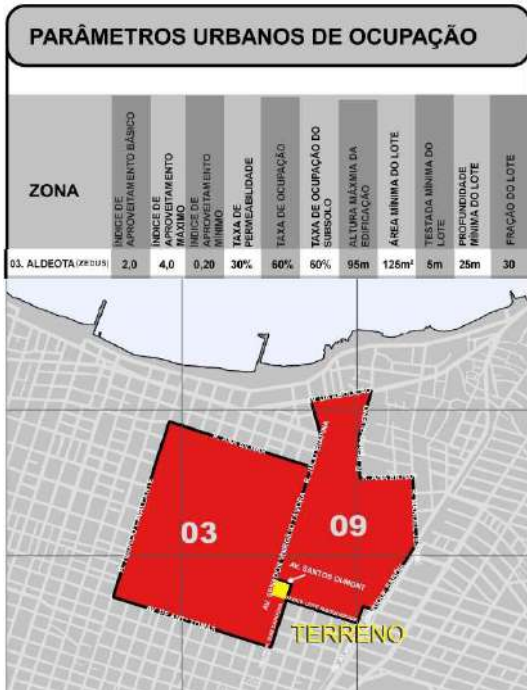 PARÂMETROS URBANOS DE OCUPAÇÃO
ZONA
ÍNDICE DE APROVEITAMENTO BÁSICO
ÍNDICE DE APROVEITAMENTO MÁXIMO
ÍNDICE DE APROVEITAMENTO MÍNIMO
TAXA DE PERMEABILIDADE
TAXA DE OCUPAÇÃO
TAXA DE OCUPAÇÃO DO SUBSOLO
ALTURA MÁXMIA DA EDIFICAÇÃO
ÁREA MÍNIMA DO LOTE
TESTADA MÍNIMA DO LOTE
PROFUNDIDADE MÍNIMA DO LOTE
FRAÇÃO DO LOTE
03. ALDEOTA (ZEDUS) 2,0 4,0 0,20 30% 60% 60% 95m 125m² 5m 25m 30
03
09
AV. SANTOS DUMONT
TERRENO